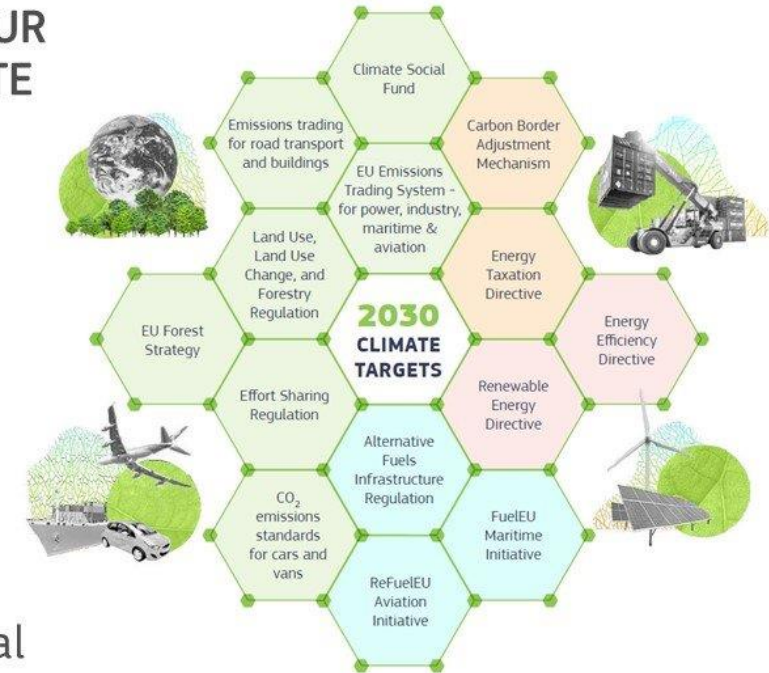 UR
TE
Climate Social
Fund
Emissions trading
for road transport
and buildings
Carbon Border
Adjustment
Mechanism
EU Emissions
Trading System -
for power, industry,
maritime &
aviation
Land Use,
Land Use
Change, and
Forestry
Regulation
Energy
Taxation
Directive
EU Forest
Strategy
2030
CLIMATE
TARGETS
Energy
Efficiency
Directive
Effort Sharing
Regulation
Renewable
Energy
Directive
Alternative
Fuels
Infrastructure
Regulation
CO₂
emissions
standards
for cars and
vans
FuelEU
Maritime
Initiative
ReFuelEU
Aviation
Initiative
al